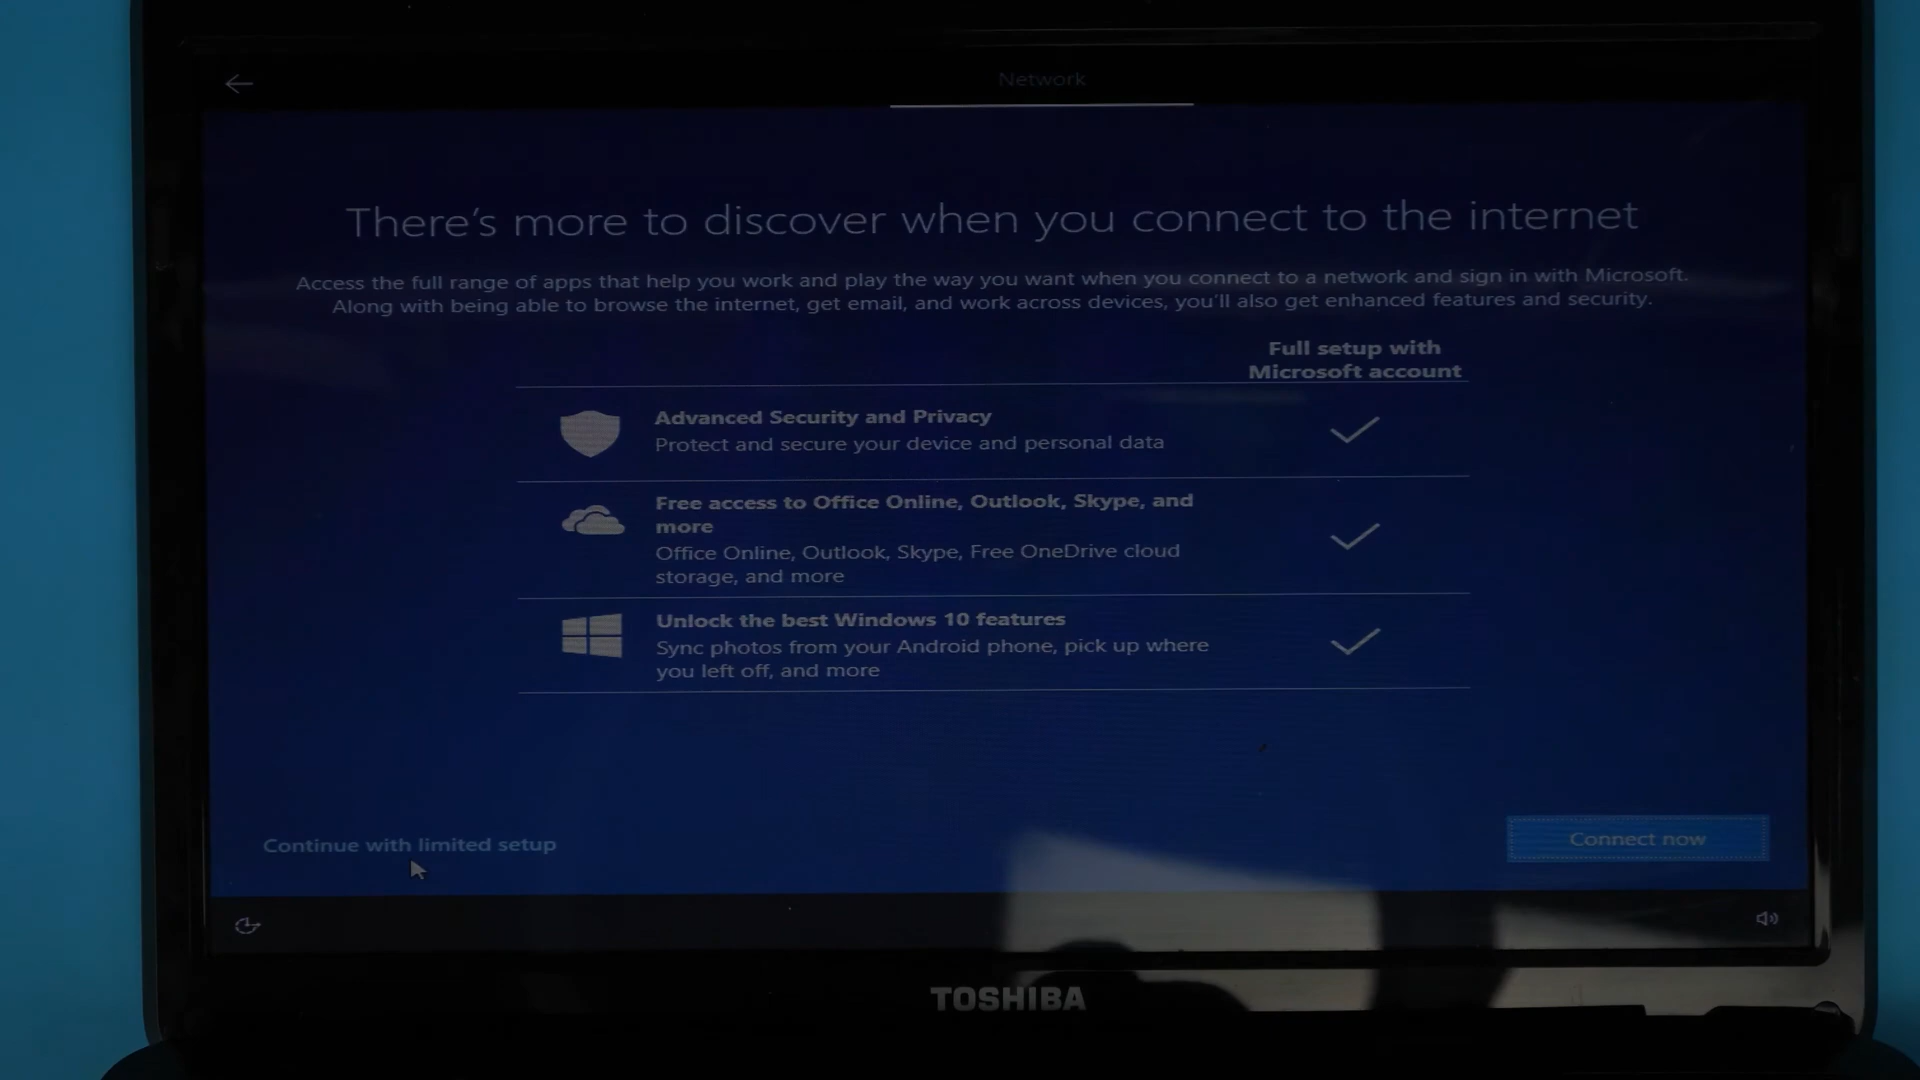 Network
There's more to discover when you connect to the internet
Access the full range of apps that help you work and play the way you want when you connect to a network and sign in with Microsoft.
Along with being able to browse the internet, get email, and work across devices, you'll also get enhanced features and security.
Full setup with
Microsoft account
Advanced Security and Privacy
Protect and secure your device and personal data
Free access to Office Online, Outlook, Skype, and
more
Office Online, Outlook, Skype, Free OneDrive cloud
storage, and more
Unlock the best Windows 10 features
Sync photos from your Android phone, pick up where
you left off, and more
Continue with limited setup
Connect now
TOSHIBA